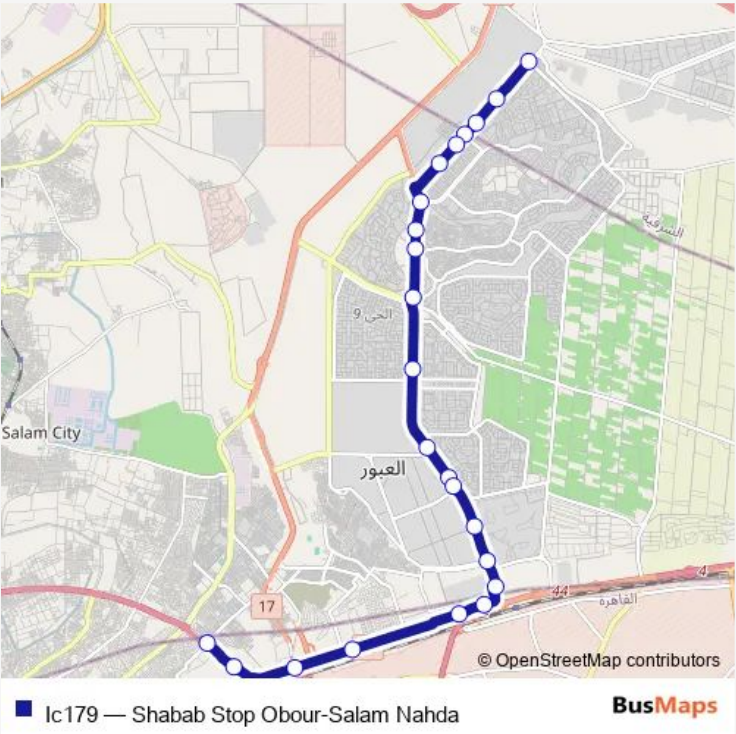 الشرقية
الحي 9
Salam City
العبور
4
44
القاهرة
17
© OpenStreetMap contributors
Ic179 — Shabab Stop Obour-Salam Nahda
BusMaps